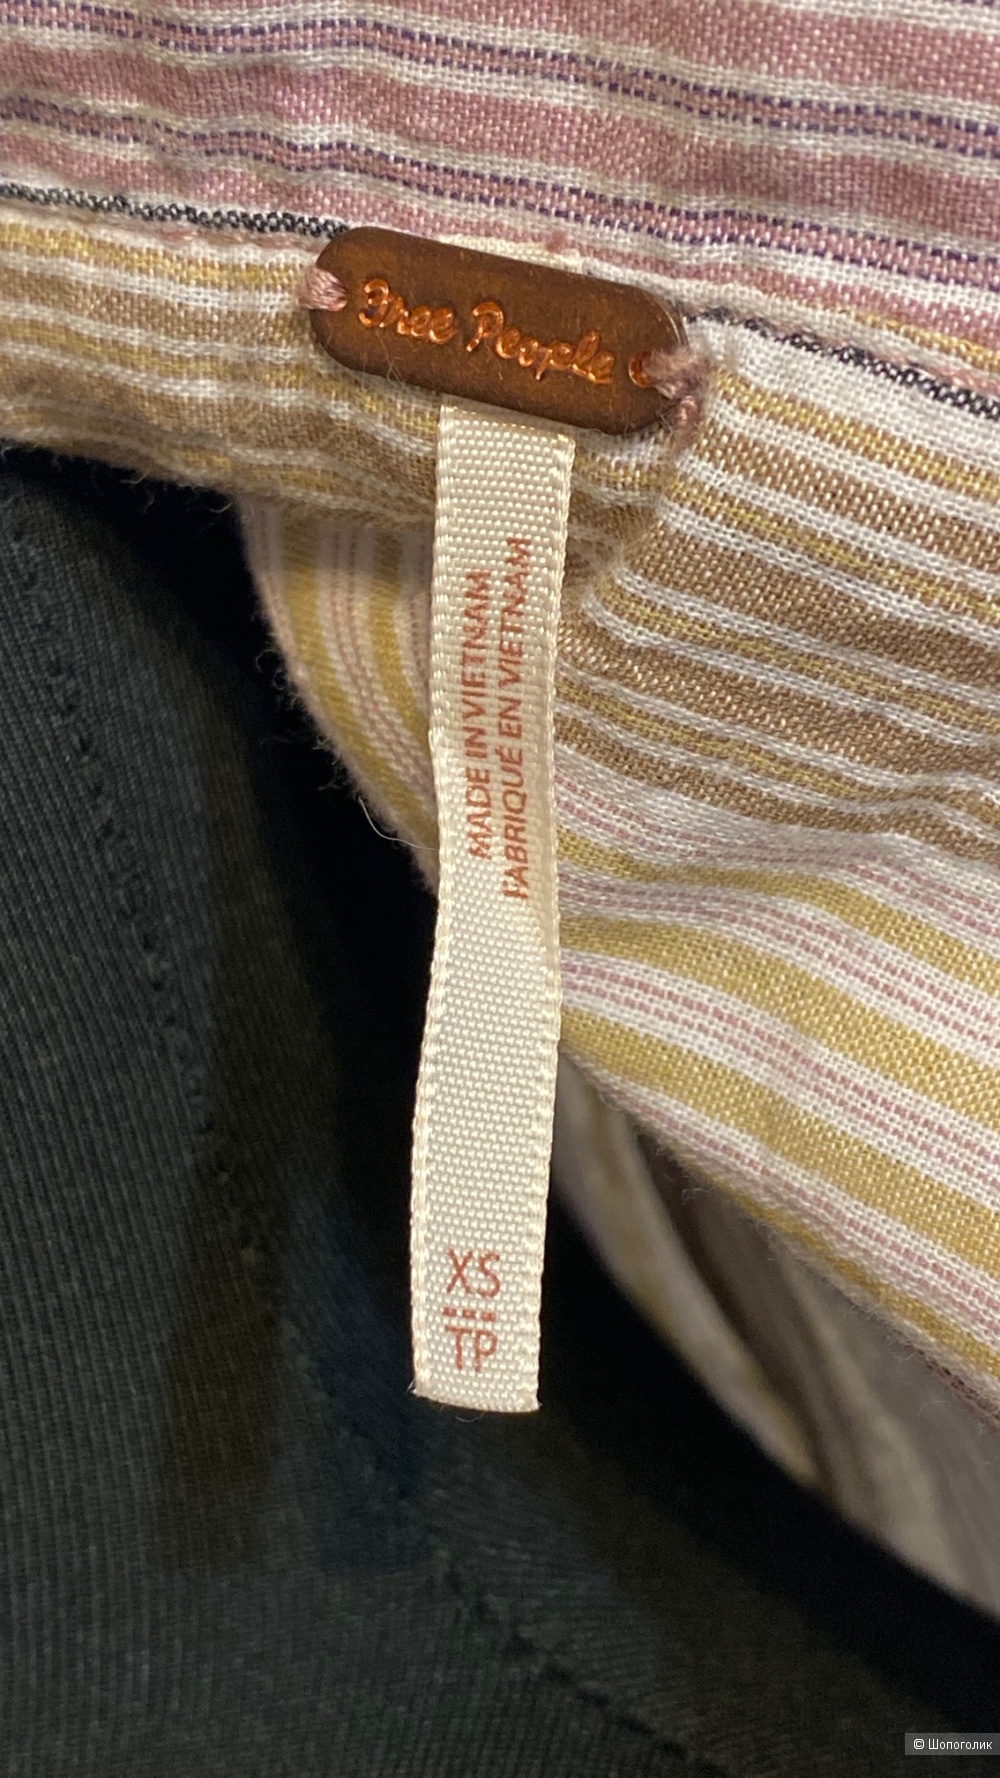 Free People
MADE IN VIETNAM
FABRIQUÉ EN VIETNAM
XS
TP
© Шопоголик